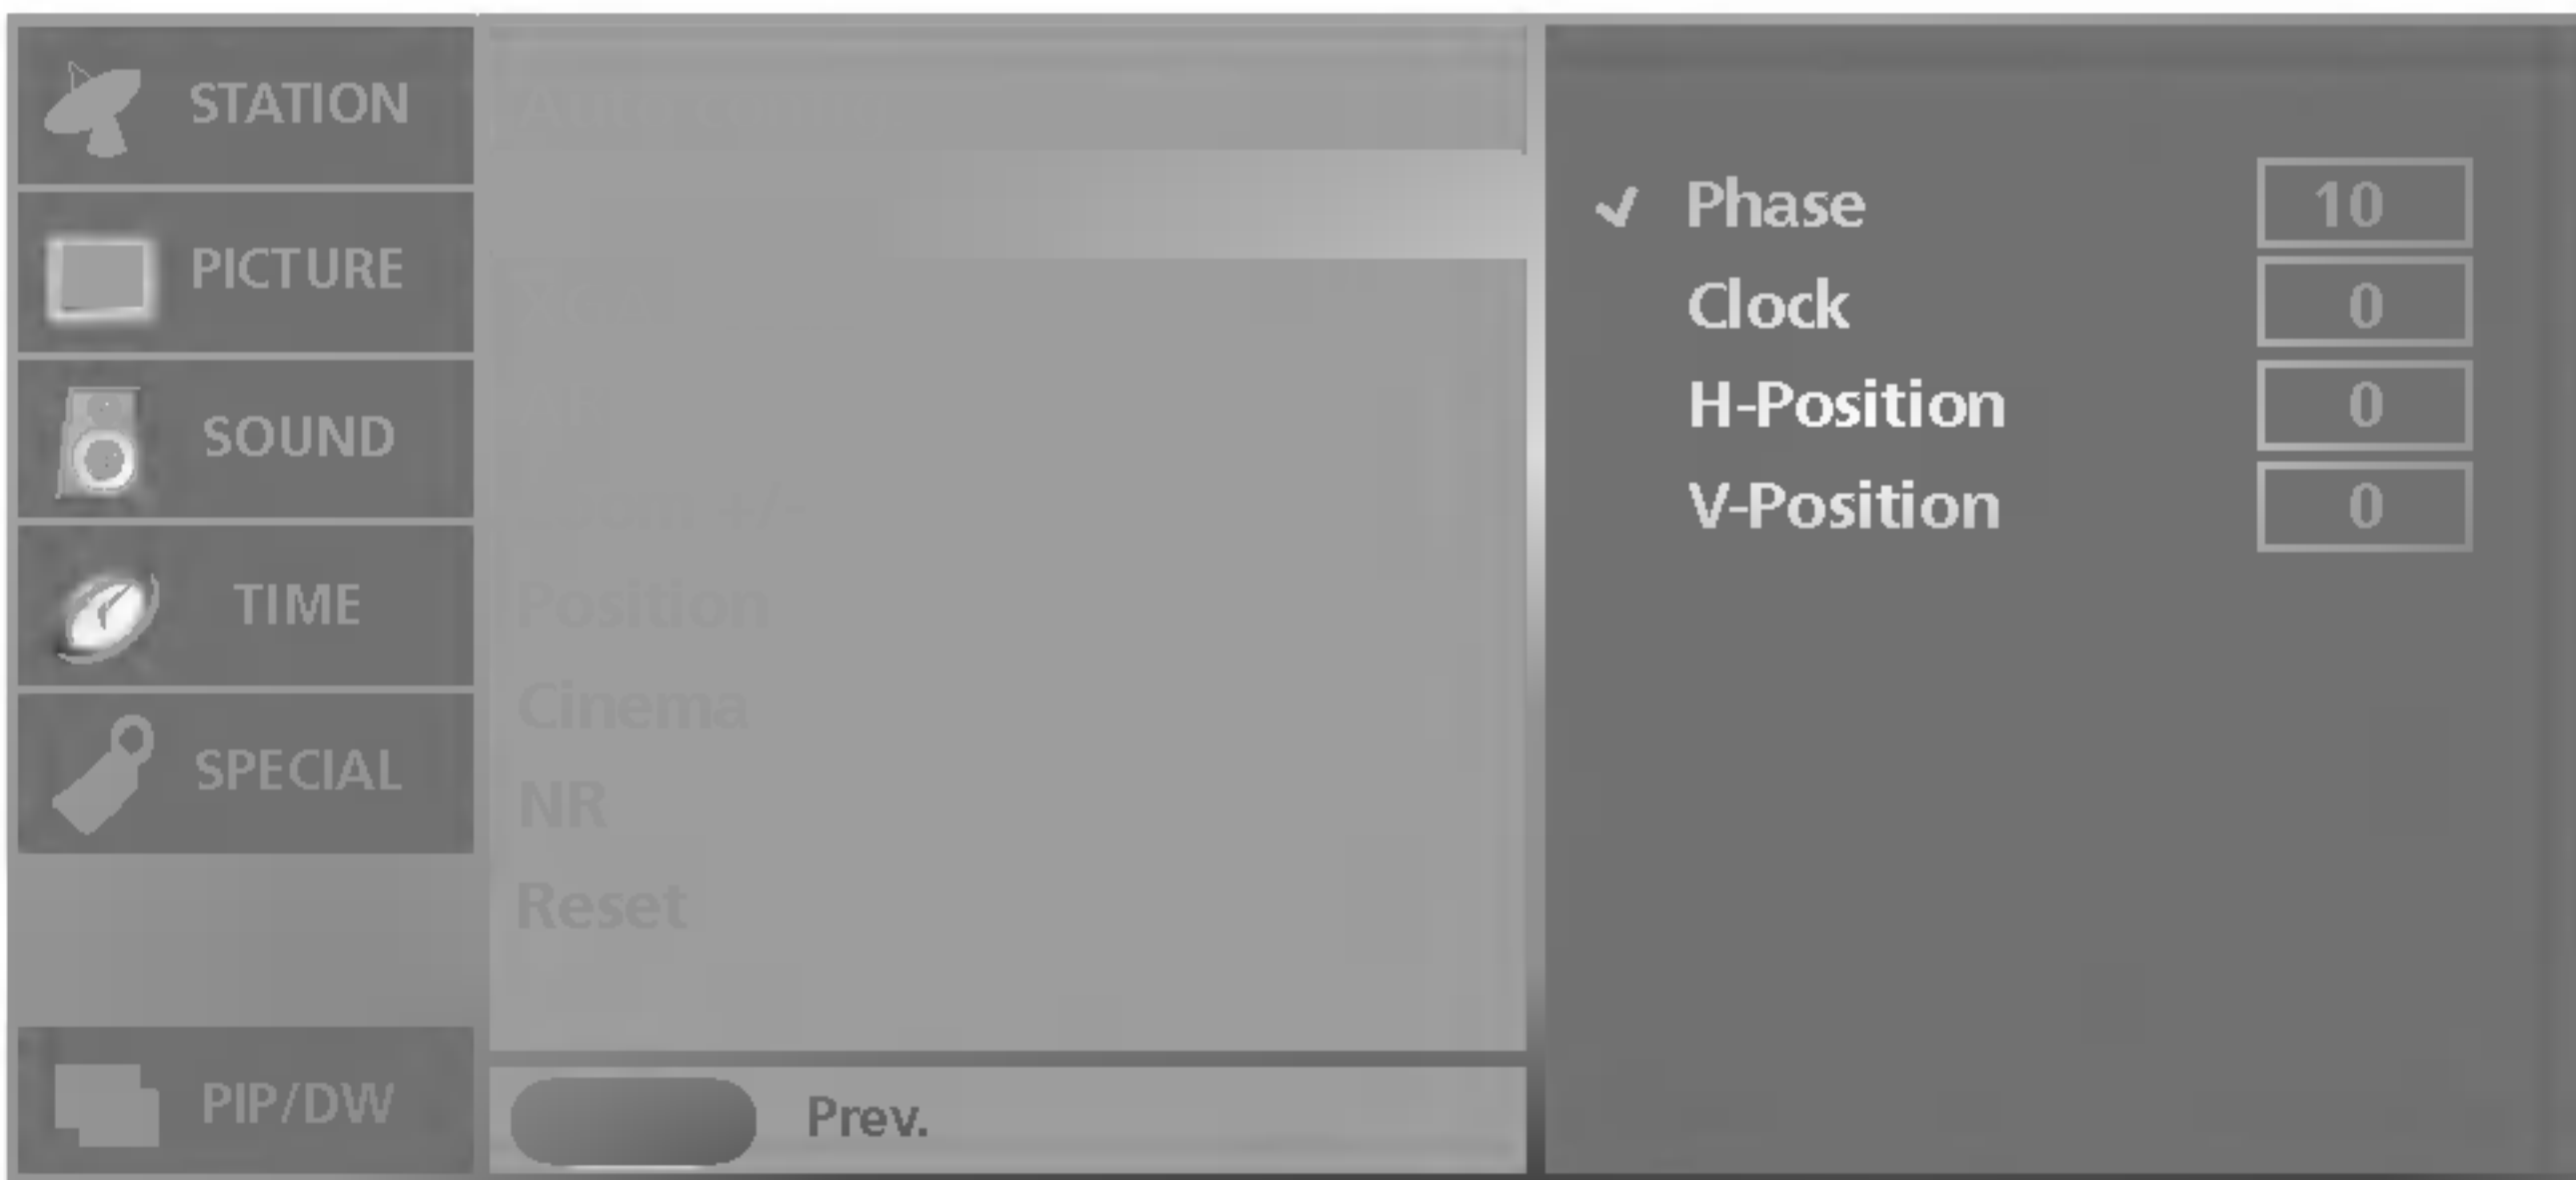 STATION
PICTURE
SOUND
TIME
SPECIAL
PIP/DW
+/-
Position
Cinema
NR
Reset
Prev.
Phase 10
Clock 0
H-Position 0
V-Position 0